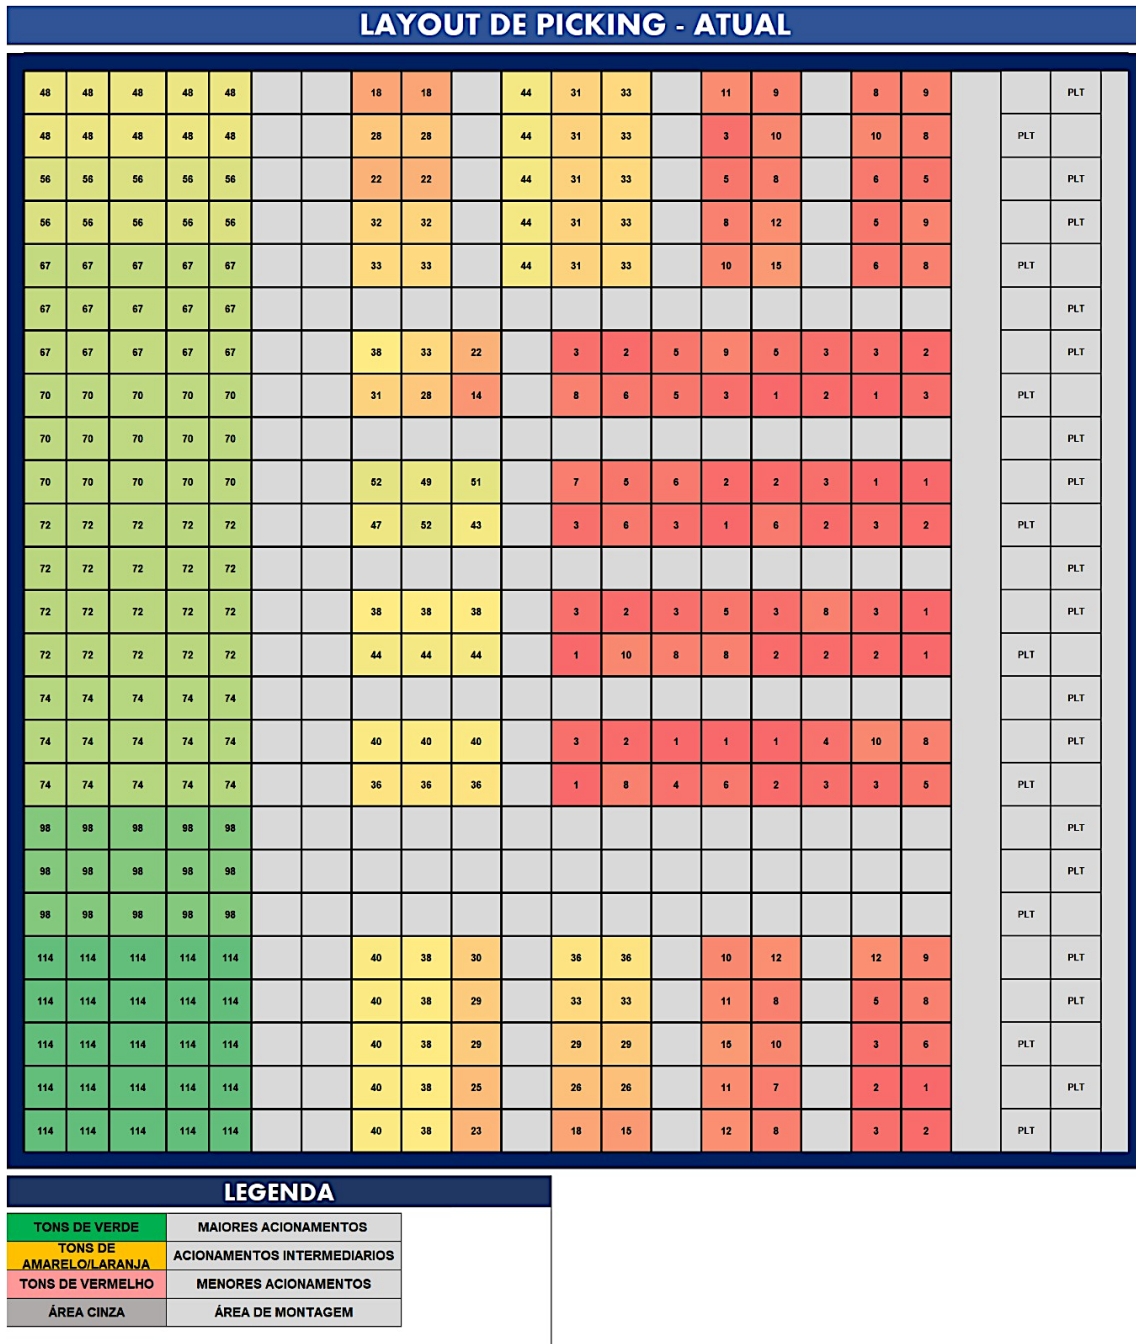 LAYOUT DE PICKING - ATUAL
48 48 48 48 48 18 18 44 31 33 11 9 8 9 PLT
48 48 48 48 48 28 28 44 31 33 3 10 10 8 PLT
56 56 56 56 56 22 22 44 31 33 5 8 6 5 PLT
56 56 56 56 56 32 32 44 31 33 8 12 5 9 PLT
67 67 67 67 67 33 33 44 31 33 10 15 6 8 PLT
67 67 67 67 67 PLT
67 67 67 67 67 38 33 22 3 2 5 9 5 3 3 2 PLT
70 70 70 70 70 31 28 14 8 6 5 3 1 2 1 3 PLT
70 70 70 70 70 PLT
70 70 70 70 70 52 49 51 7 5 6 2 2 3 1 1 PLT
72 72 72 72 72 47 52 43 3 6 3 1 6 2 3 2 PLT
72 72 72 72 72 PLT
72 72 72 72 72 38 38 38 3 2 3 5 3 8 3 1 PLT
72 72 72 72 72 44 44 44 1 10 8 8 2 2 2 1 PLT
74 74 74 74 74 PLT
74 74 74 74 74 40 40 40 3 2 1 1 1 4 10 8 PLT
74 74 74 74 74 36 36 36 1 8 4 6 2 3 3 5 PLT
98 98 98 98 98 PLT
98 98 98 98 98 PLT
98 98 98 98 98 PLT
114 114 114 114 114 40 38 30 36 36 10 12 12 9 PLT
114 114 114 114 114 40 38 29 33 33 11 8 5 8 PLT
114 114 114 114 114 40 38 29 29 29 15 10 3 6 PLT
114 114 114 114 114 40 38 25 26 26 11 7 2 1 PLT
114 114 114 114 114 40 38 23 18 15 12 8 3 2 PLT
LEGENDA
TONS DE VERDE MAIORES ACIONAMENTOS
TONS DE
AMARELO/LARANJA ACIONAMENTOS INTERMEDIARIOS
TONS DE VERMELHO MENORES ACIONAMENTOS
ÁREA CINZA ÁREA DE MONTAGEM